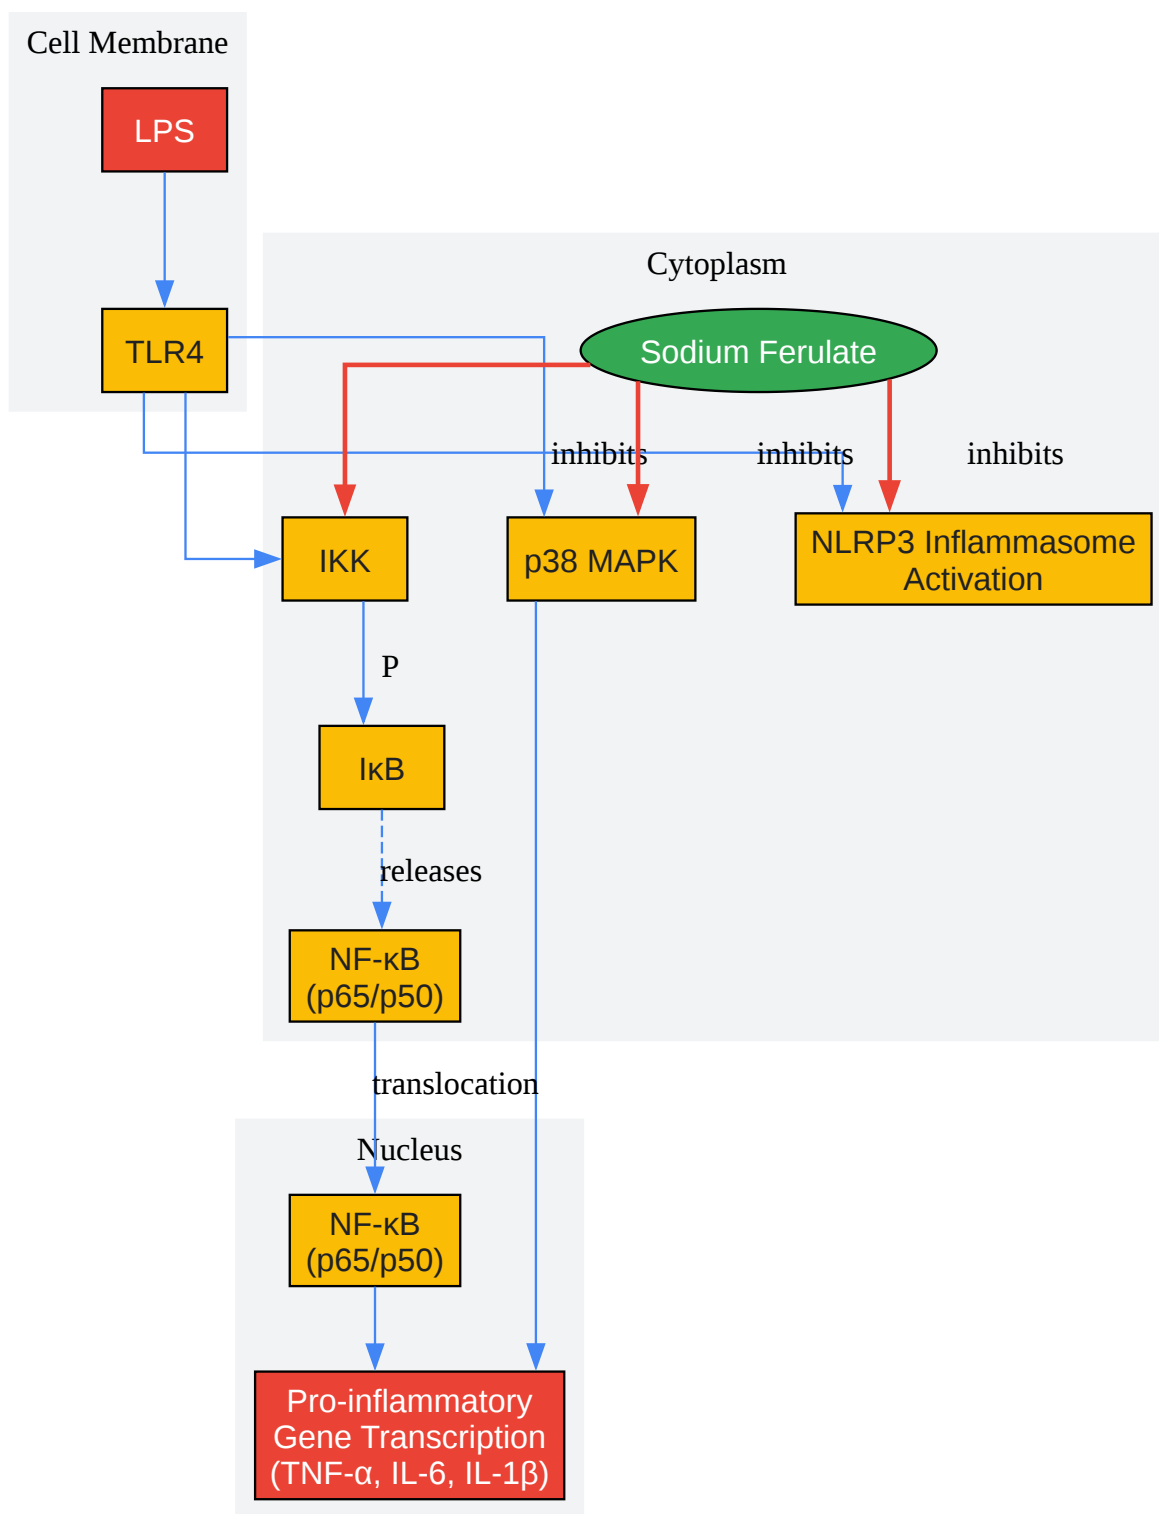 Cell Membrane
LPS
Cytoplasm
TLR4
Sodium Ferulate
inhibits
inhibits
inhibits
IKK
p38 MAPK
NLRP3 Inflammasome
Activation
P
IκB
releases
NF-κB
(p65/p50)
translocation
Nucleus
NF-κB
(p65/p50)
Pro-inflammatory
Gene Transcription
(TNF-α, IL-6, IL-1β)